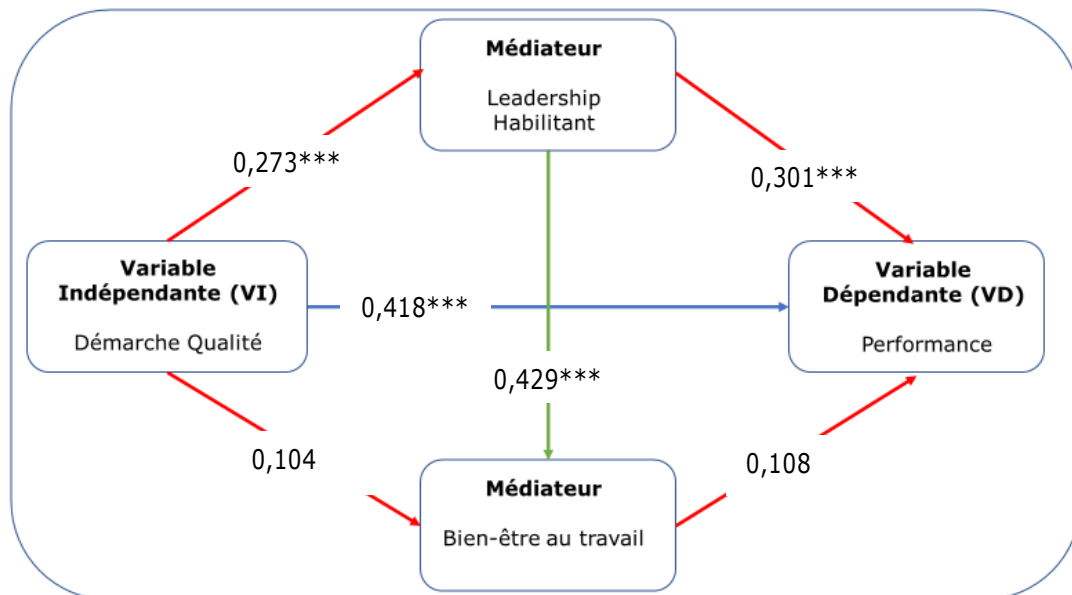 Médiateur
Leadership
Habilitant
0,273***
0,301***
Variable
Indépendante (VI)
Démarche Qualité
0,418***
Variable
Dépendante (VD)
Performance
0,429***
0,104
0,108
Médiateur
Bien-être au travail